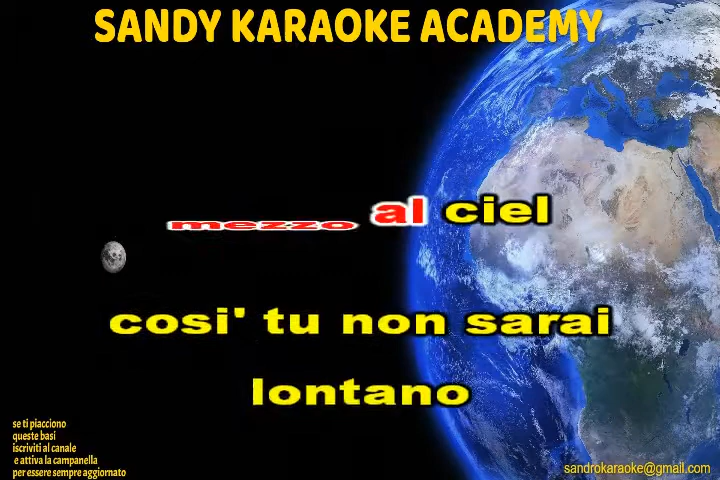 SANDY KARAOKE ACADEMY
mezzo al ciel
cosi' tu non sarai
lontano
se ti piacciono
queste basi
iscriviti al canale
e attiva la campanella
per essere sempre aggiornato
sandrokaraoke@gmail.com